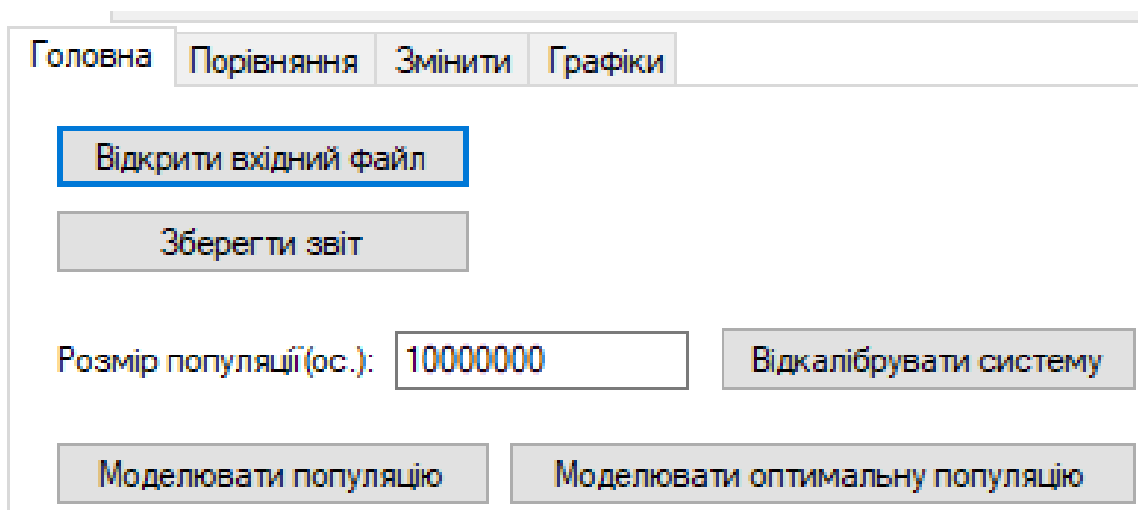 Головна Порівняння Змінити Графіки
Відкрити вхідний файл
Зберегти звіт
Розмір популяції (ос.): 10000000 Відкалібрувати систему
Моделювати популяцію Моделювати оптимальну популяцію